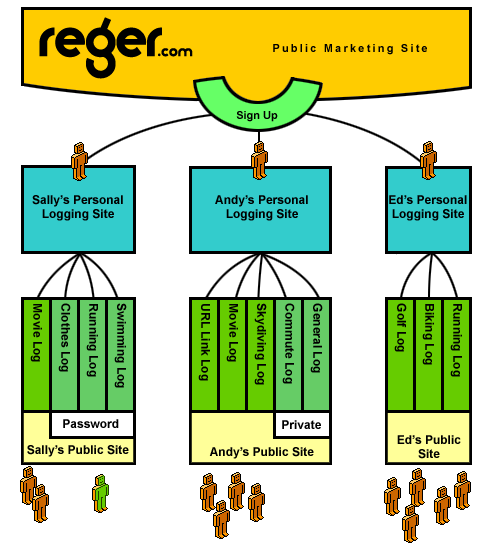 reger.com
Public Marketing Site
Sign Up
Sally's Personal
Logging Site
Andy's Personal
Logging Site
Ed's Personal
Logging Site
Movie Log
Clothes Log
Running Log
Swimming Log
URL Link Log
Movie Log
Skydiving Log
Commute Log
General Log
Golf Log
Biking Log
Running Log
Password
Sally's Public Site
Private
Andy's Public Site
Ed's Public
Site